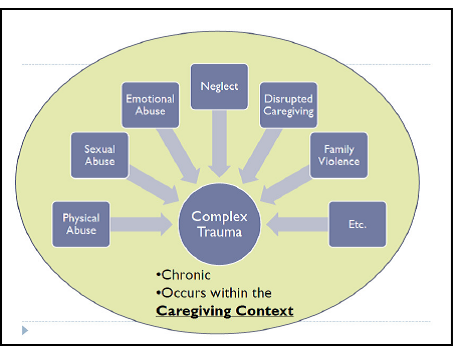 Neglect
Emotional
Abuse
Disrupted
Caregiving
Sexual
Abuse
Family
Violence
Physical
Abuse
Complex
Trauma
Etc.
•Chronic
•Occurs within the
Caregiving Context